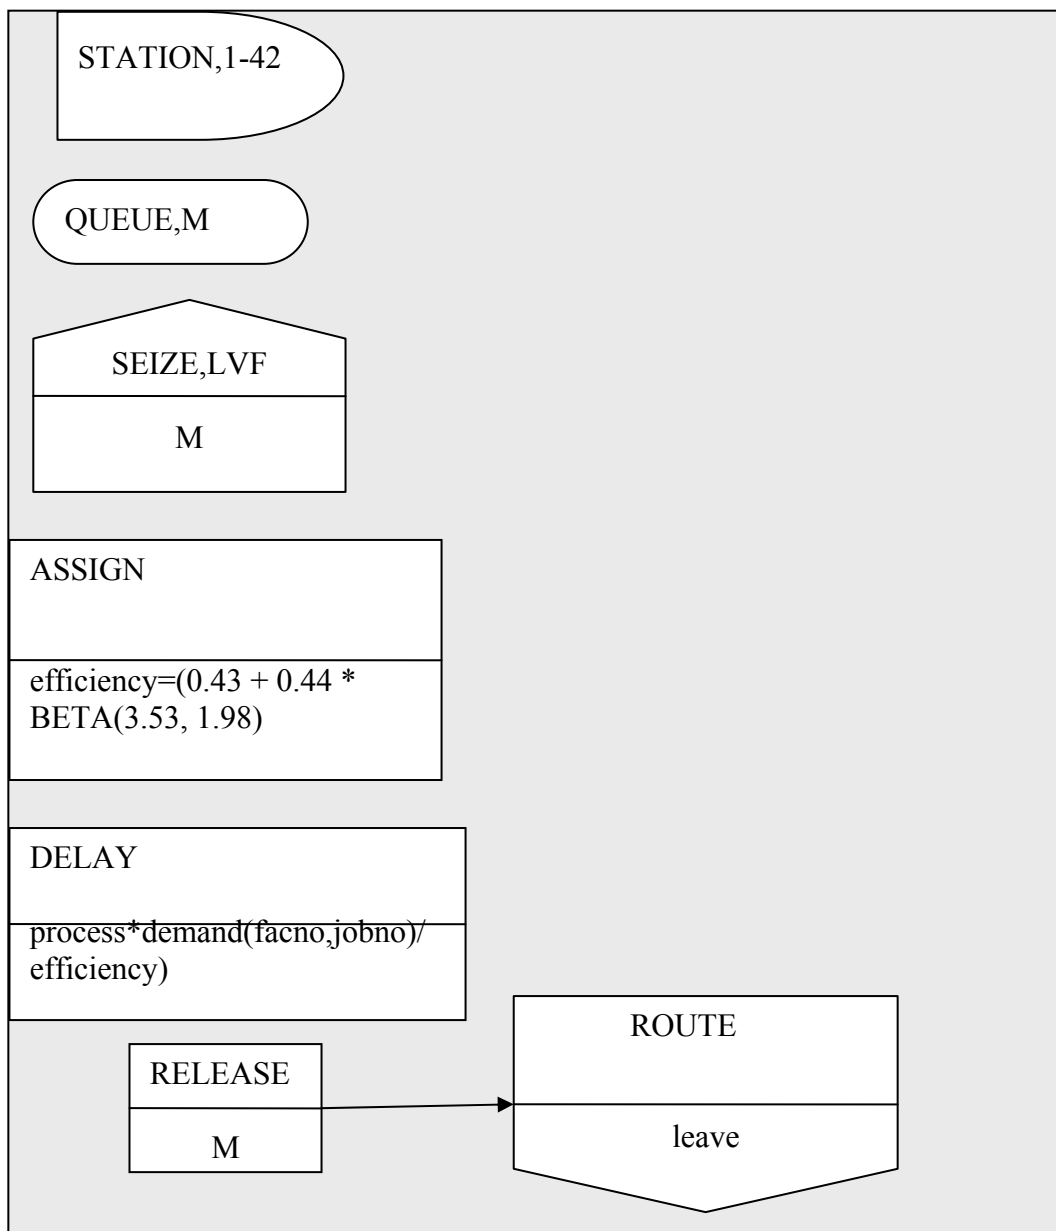 STATION,1-42
QUEUE,M
SEIZE,LVF
M
ASSIGN
efficiency=(0.43 + 0.44 *
BETA(3.53, 1.98)
DELAY
process*demand(facno,jobno)/
efficiency)
RELEASE
M
ROUTE
leave